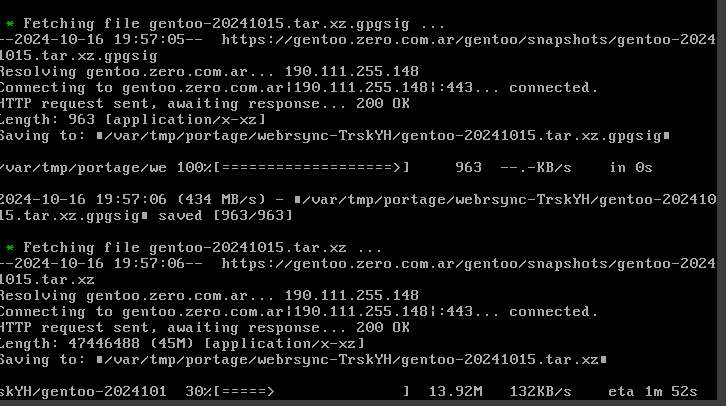 * Fetching file gentoo-20241015.tar.xz.gpgsig ...
--2024-10-16 19:57:05--  https://gentoo.zero.com.ar/gentoo/snapshots/gentoo-2024
1015.tar.xz.gpgsig
Resolving gentoo.zero.com.ar... 190.111.255.148
Connecting to gentoo.zero.com.ar|190.111.255.148|:443... connected.
HTTP request sent, awaiting response... 200 OK
Length: 963 [application/x-xz]
Saving to: ■/var/tmp/portage/webrsync-TrskYH/gentoo-20241015.tar.xz.gpgsig■
/var/tmp/portage/we 100%[===================>]     963  --.-KB/s    in 0s
2024-10-16 19:57:06 (434 MB/s) - ■/var/tmp/portage/webrsync-TrskYH/gentoo-202410
15.tar.xz.gpgsig■ saved [963/963]
* Fetching file gentoo-20241015.tar.xz ...
--2024-10-16 19:57:06--  https://gentoo.zero.com.ar/gentoo/snapshots/gentoo-2024
1015.tar.xz
Resolving gentoo.zero.com.ar... 190.111.255.148
Connecting to gentoo.zero.com.ar|190.111.255.148|:443... connected.
HTTP request sent, awaiting response... 200 OK
Length: 47446488 (45M) [application/x-xz]
Saving to: ■/var/tmp/portage/webrsync-TrskYH/gentoo-20241015.tar.xz■
skYH/gentoo-2024101  30%[=====>              ]  13.92M   132KB/s    eta 1m 52s